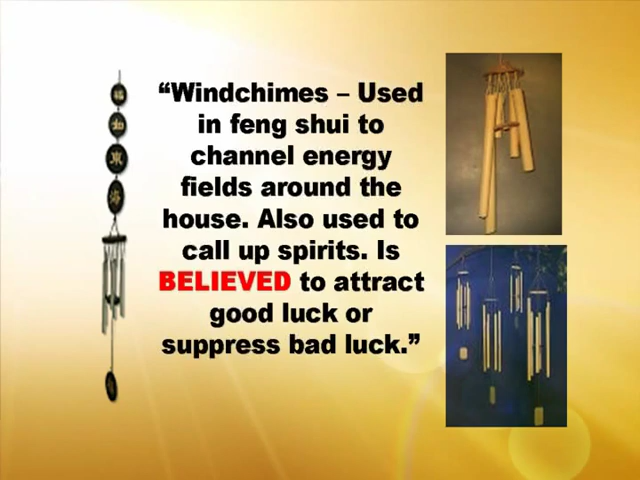 “Windchimes – Used
in feng shui to
channel energy
fields around the
house. Also used to
call up spirits. Is
BELIEVED to attract
good luck or
suppress bad luck.”